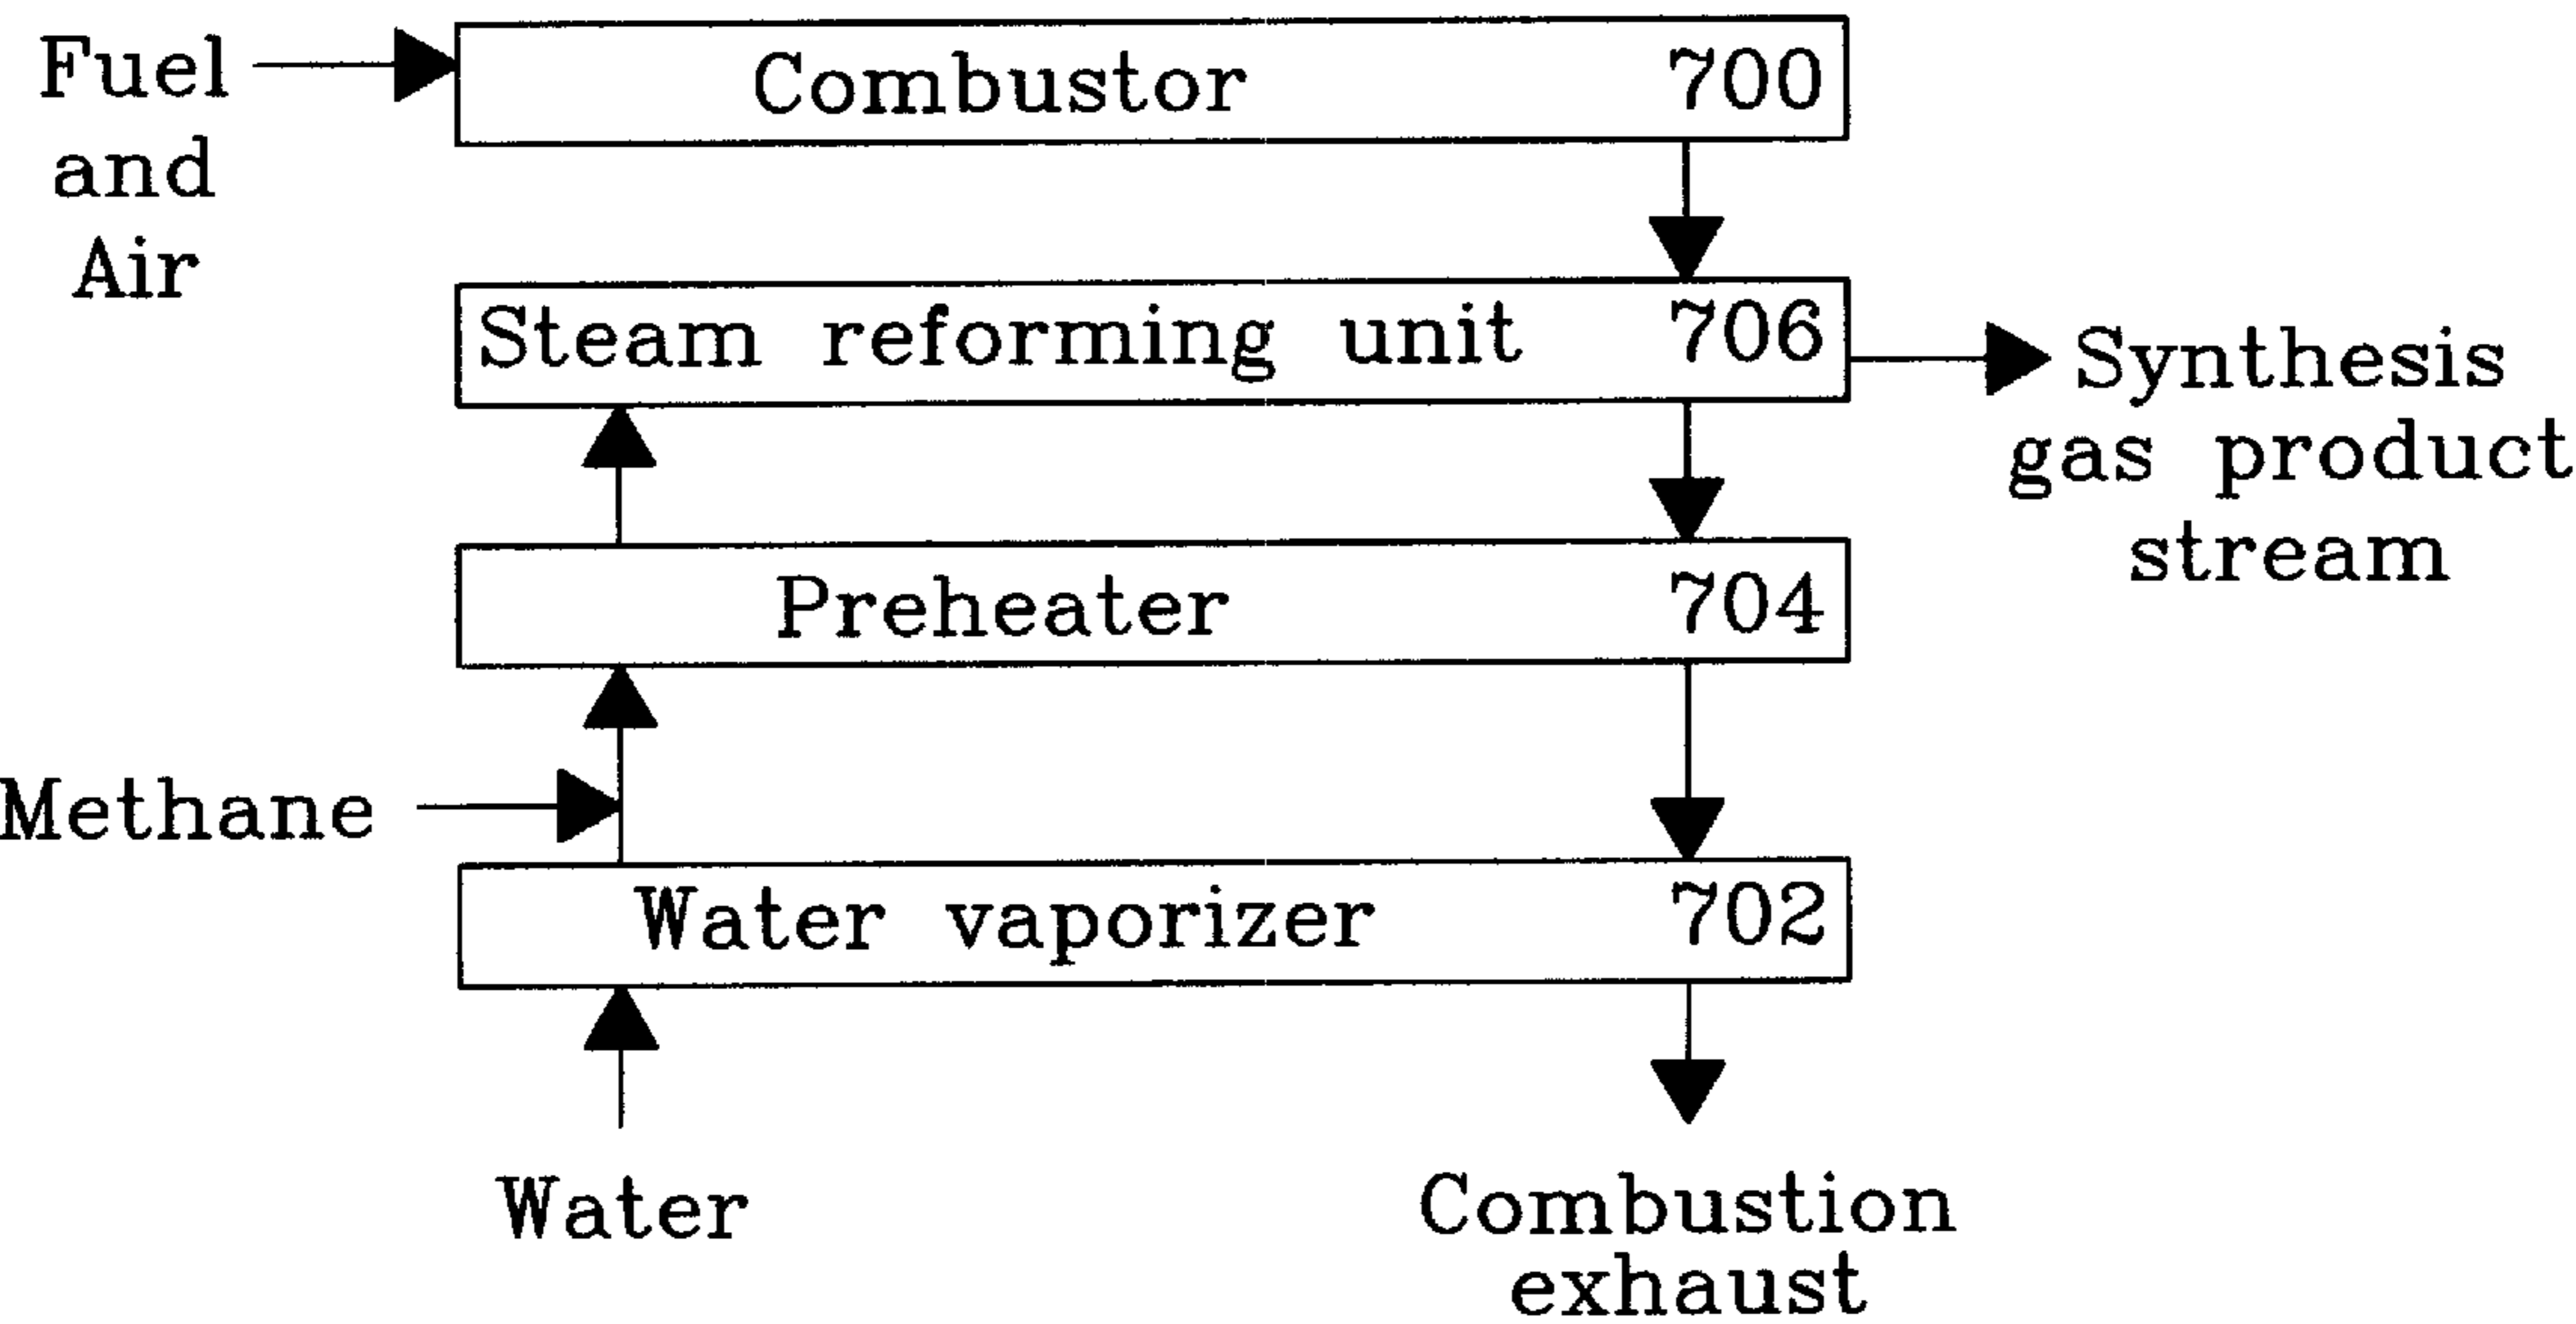 Fuel
and
Air
Combustor 700
Steam reforming unit 706
Synthesis
gas product
stream
Preheater 704
Methane
Water vaporizer 702
Water
Combustion
exhaust